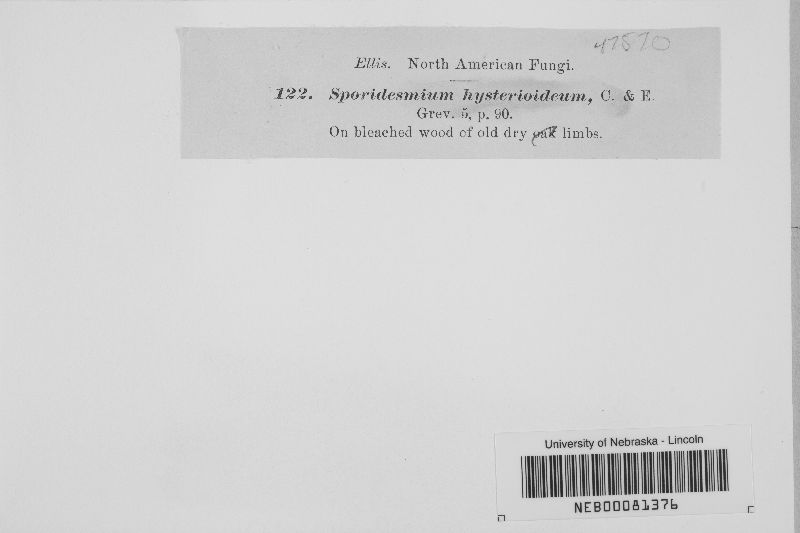 47870
Ellis. North American Fungi.
122. Sporidesmium hysterioideum, C. & E.
Grev. 5, p. 90.
On bleached wood of old dry oak limbs.
University of Nebraska - Lincoln
NEB00081376